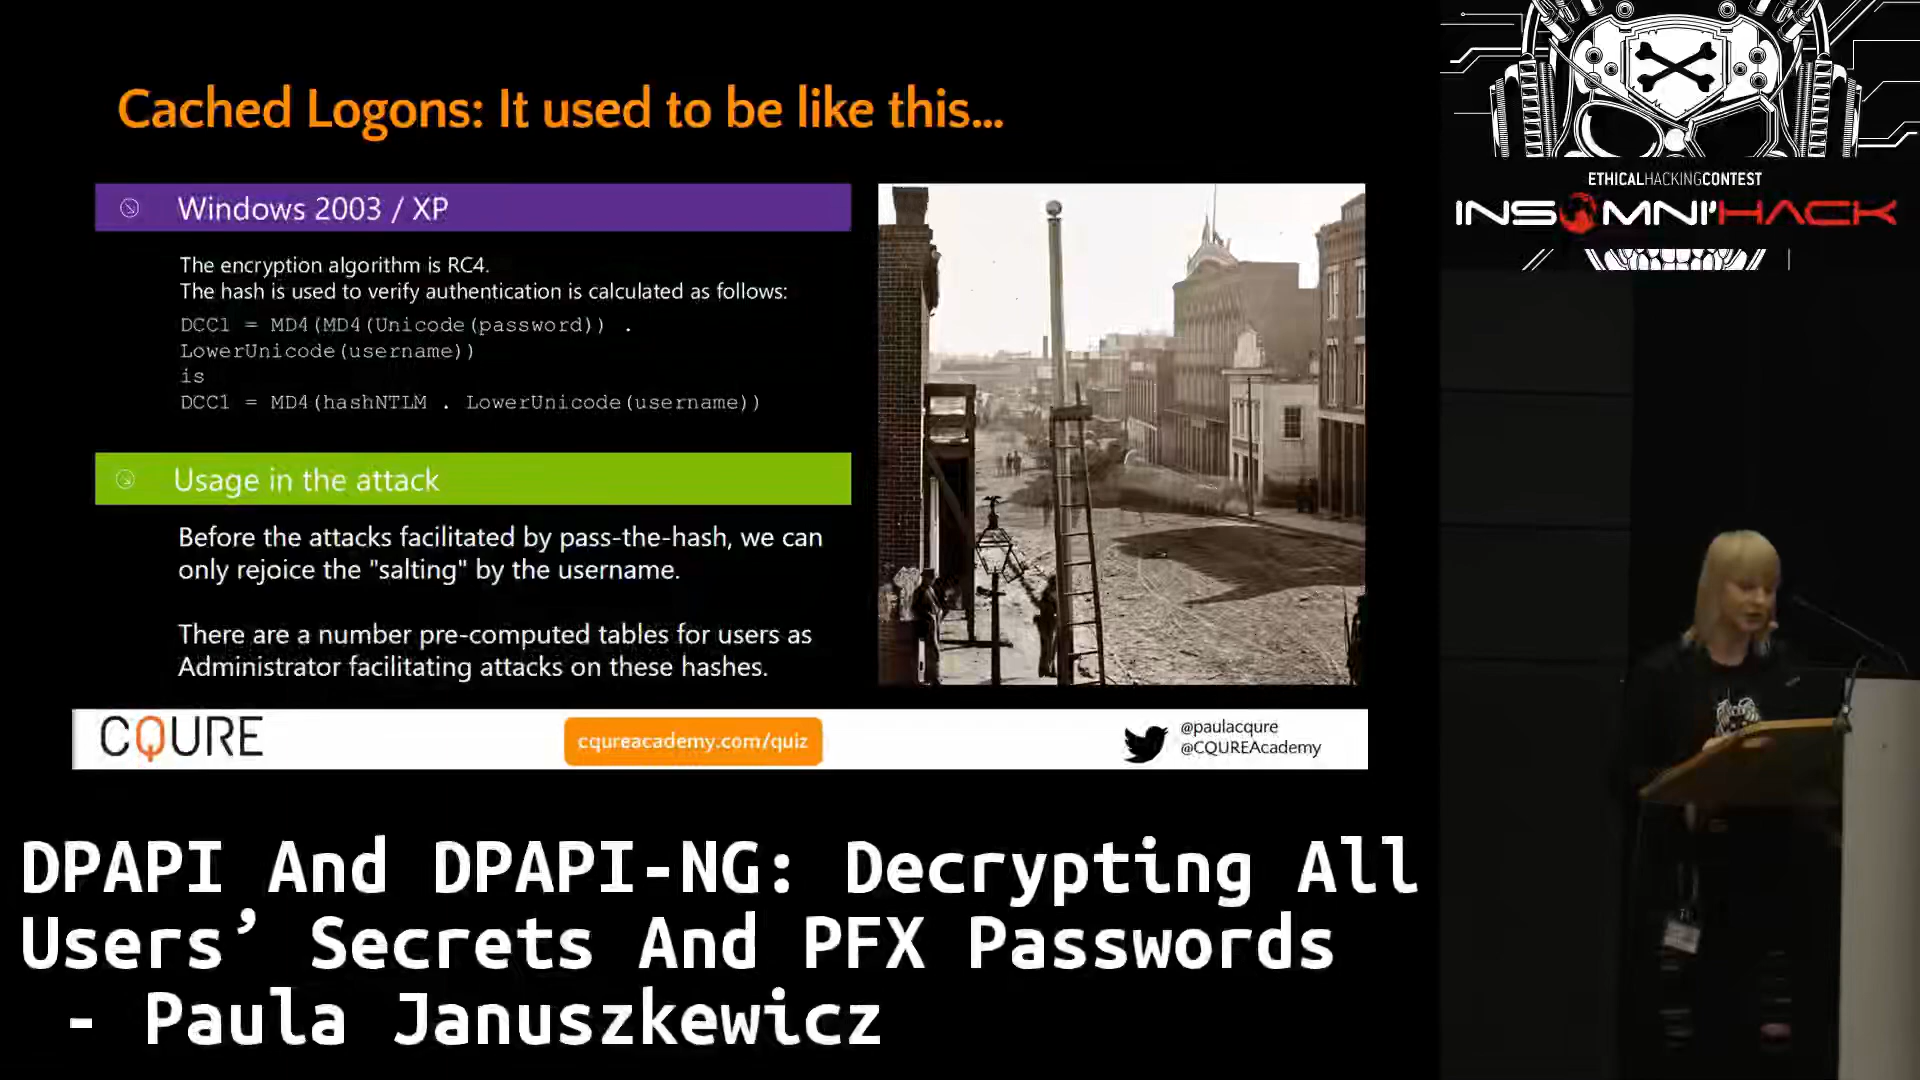 Cached Logons: It used to be like this...
Windows 2003 / XP
The encryption algorithm is RC4.
The hash is used to verify authentication is calculated as follows:
DCC1 = MD4(MD4(Unicode(password)) .
LowerUnicode(username))
is
DCC1 = MD4(hashNTLM . LowerUnicode(username))
Usage in the attack
Before the attacks facilitated by pass-the-hash, we can
only rejoice the "salting" by the username.
There are a number pre-computed tables for users as
Administrator facilitating attacks on these hashes.
CQURE
cqureacademy.com/quiz
@paulacqure
@CQUREAcademy
ETHICALHACKINGCONTEST
INSOMNI'HACK
DPAPI And DPAPI-NG: Decrypting All
Users’ Secrets And PFX Passwords
- Paula Januszkewicz